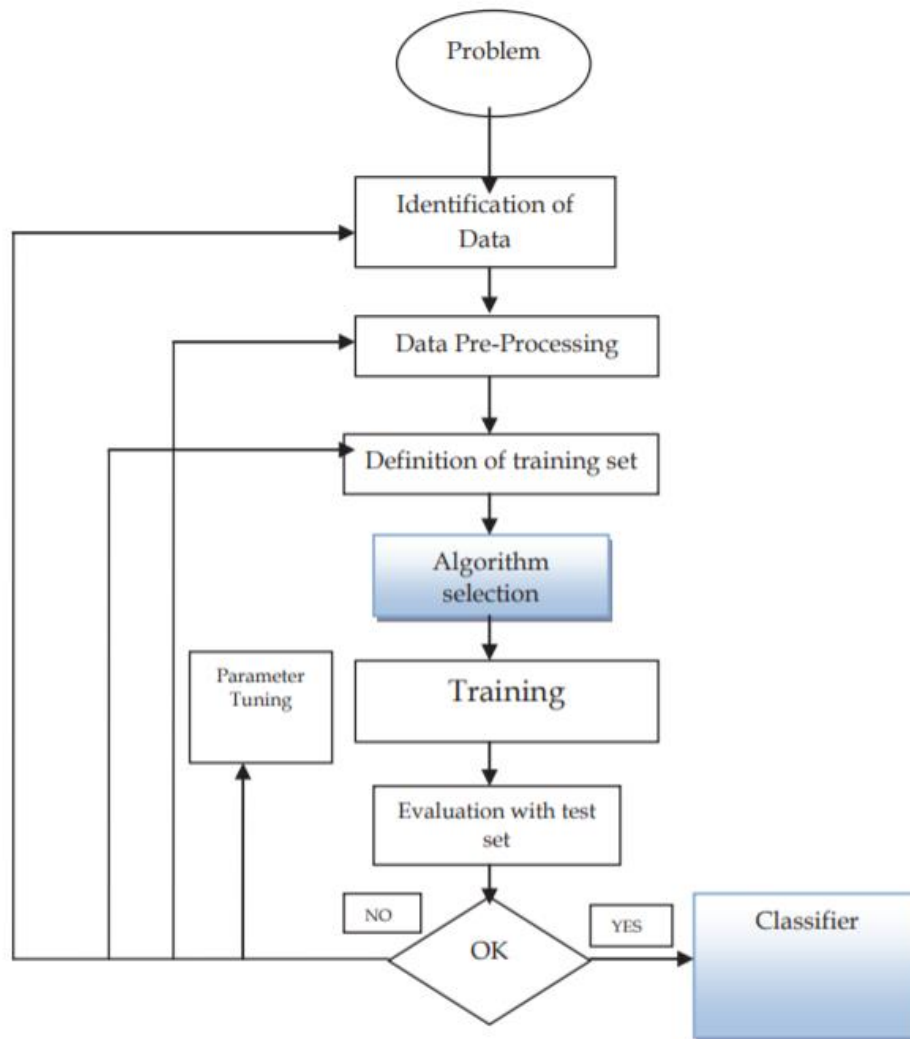 Problem
Identification of
Data
Data Pre-Processing
Definition of training set
Algorithm
selection
Parameter
Tuning
Training
Evaluation with test
set
NO
OK
YES
Classifier